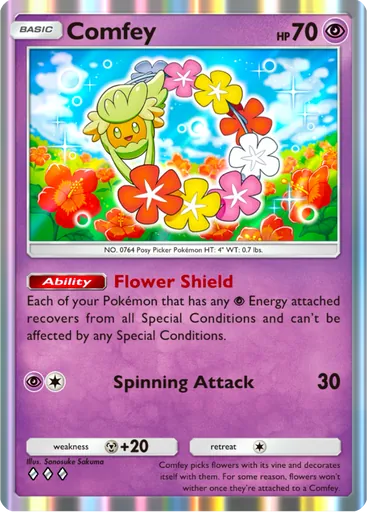 BASIC Comfey HP 70
NO. 0764 Posy Picker Pokémon HT: 4" WT: 0.7 lbs.
Ability Flower Shield
Each of your Pokémon that has any Energy attached
recovers from all Special Conditions and can't be
affected by any Special Conditions.
Spinning Attack 30
weakness +20 retreat
Illus. Sanosuke Sakuma
Comfey picks flowers with its vine and decorates
itself with them. For some reason, flowers won't
wither once they're attached to a Comfey.